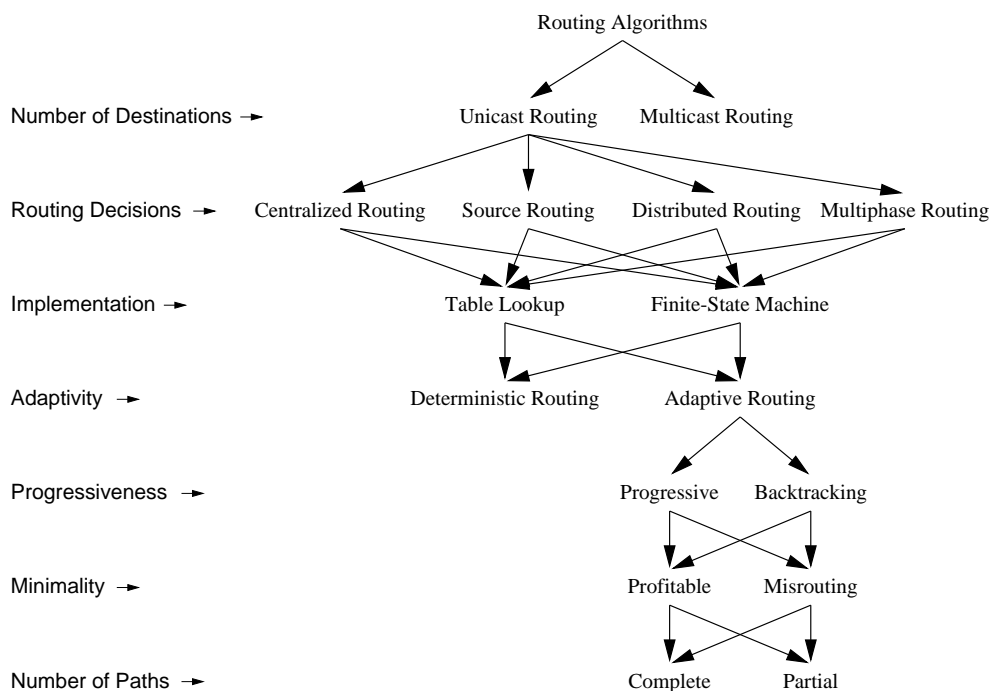 Routing Algorithms
Number of Destinations
Unicast Routing
Multicast Routing
Routing Decisions
Centralized Routing
Source Routing
Distributed Routing
Multiphase Routing
Implementation
Table Lookup
Finite-State Machine
Adaptivity
Deterministic Routing
Adaptive Routing
Progressiveness
Progressive
Backtracking
Minimality
Profitable
Misrouting
Number of Paths
Complete
Partial